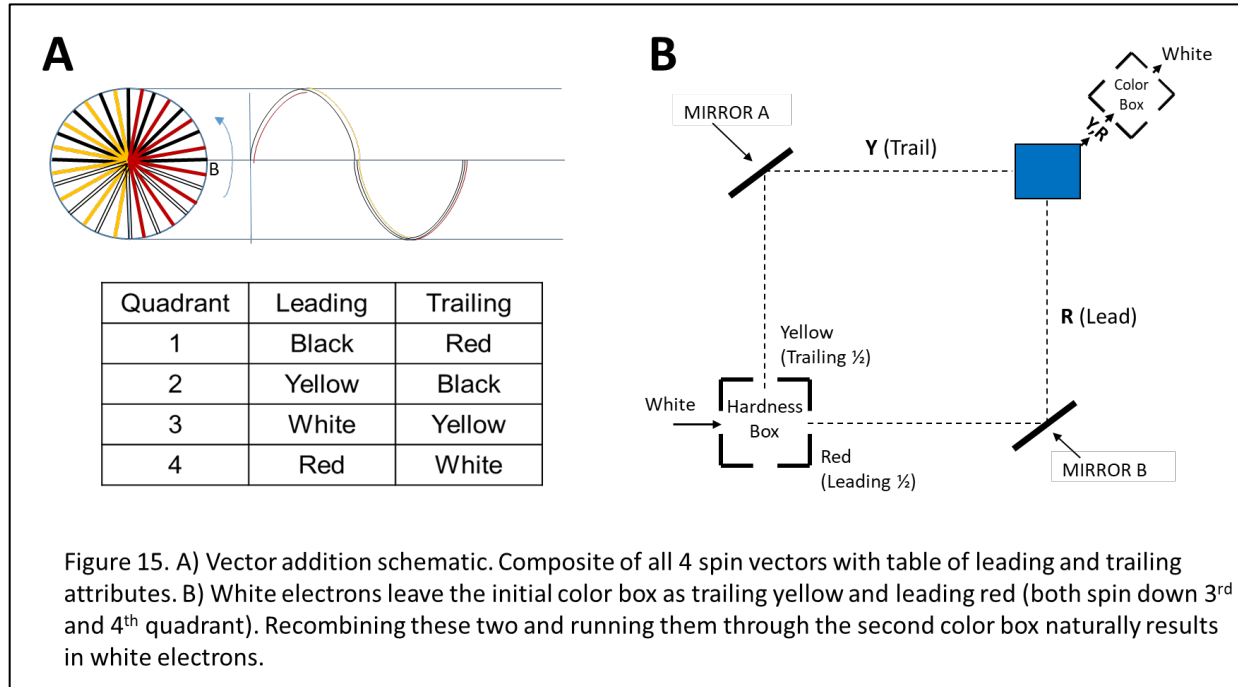 A
B
Quadrant Leading Trailing
1 Black Red
2 Yellow Black
3 White Yellow
4 Red White
B
White
Color
Box
Y,R
MIRROR A
Y (Trail)
R (Lead)
Yellow
(Trailing ½)
White
Hardness
Box
Red
(Leading ½)
MIRROR B
Figure 15. A) Vector addition schematic. Composite of all 4 spin vectors with table of leading and trailing
attributes. B) White electrons leave the initial color box as trailing yellow and leading red (both spin down 3rd
and 4th quadrant). Recombining these two and running them through the second color box naturally results
in white electrons.